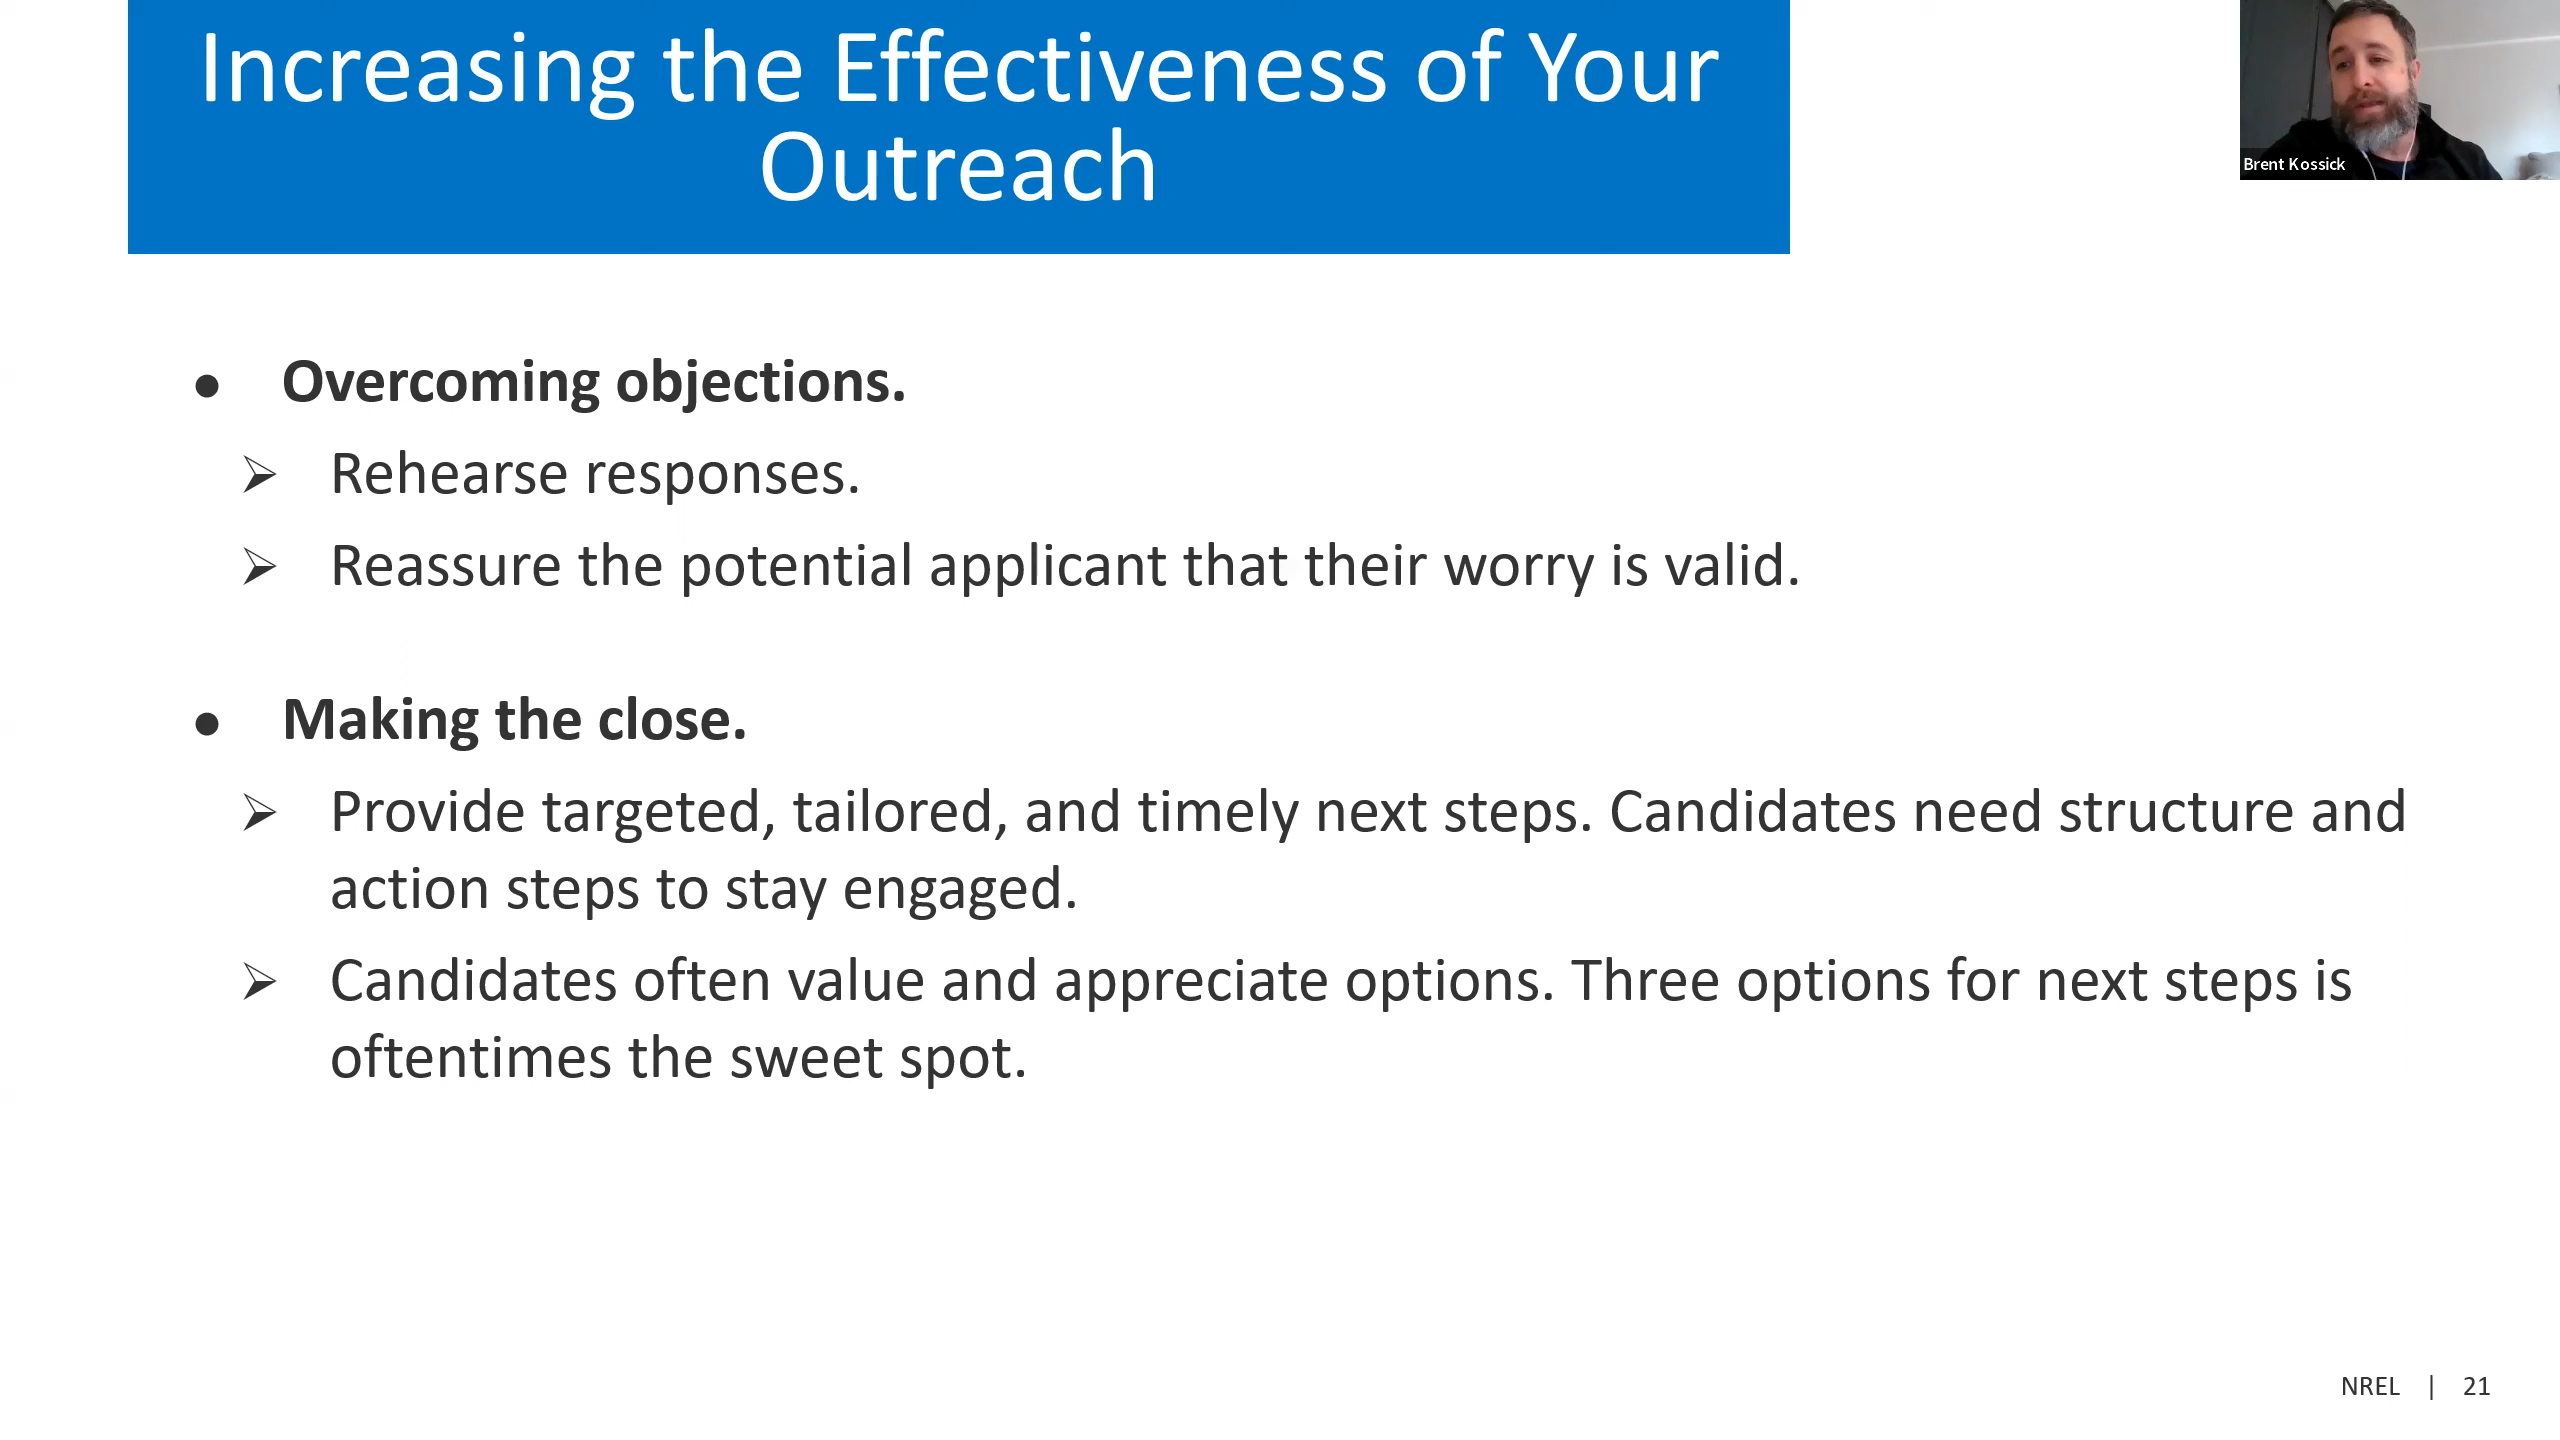 Increasing the Effectiveness of Your
Outreach
Brent Kossick
● Overcoming objections.
➢ Rehearse responses.
➢ Reassure the potential applicant that their worry is valid.
● Making the close.
➢ Provide targeted, tailored, and timely next steps. Candidates need structure and
action steps to stay engaged.
➢ Candidates often value and appreciate options. Three options for next steps is
oftentimes the sweet spot.
NREL | 21